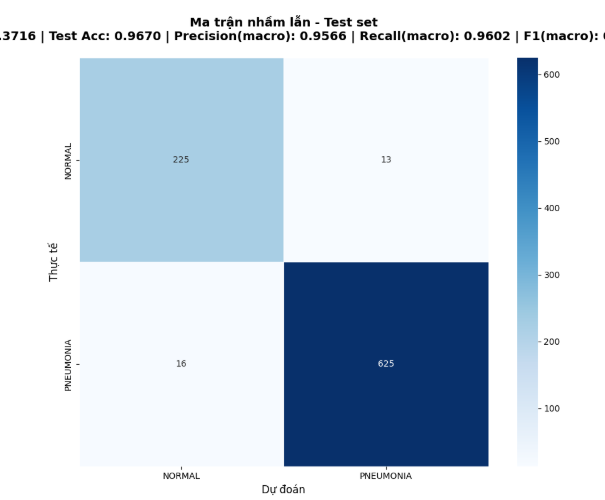 Ma trận nhầm lẫn - Test set
.3716 | Test Acc: 0.9670 | Precision(macro): 0.9566 | Recall(macro): 0.9602 | F1(macro):
600
NORMAL
225
13
500
400
Thực tế
300
200
PNEUMONIA
16
625
100
NORMAL
PNEUMONIA
Dự đoán